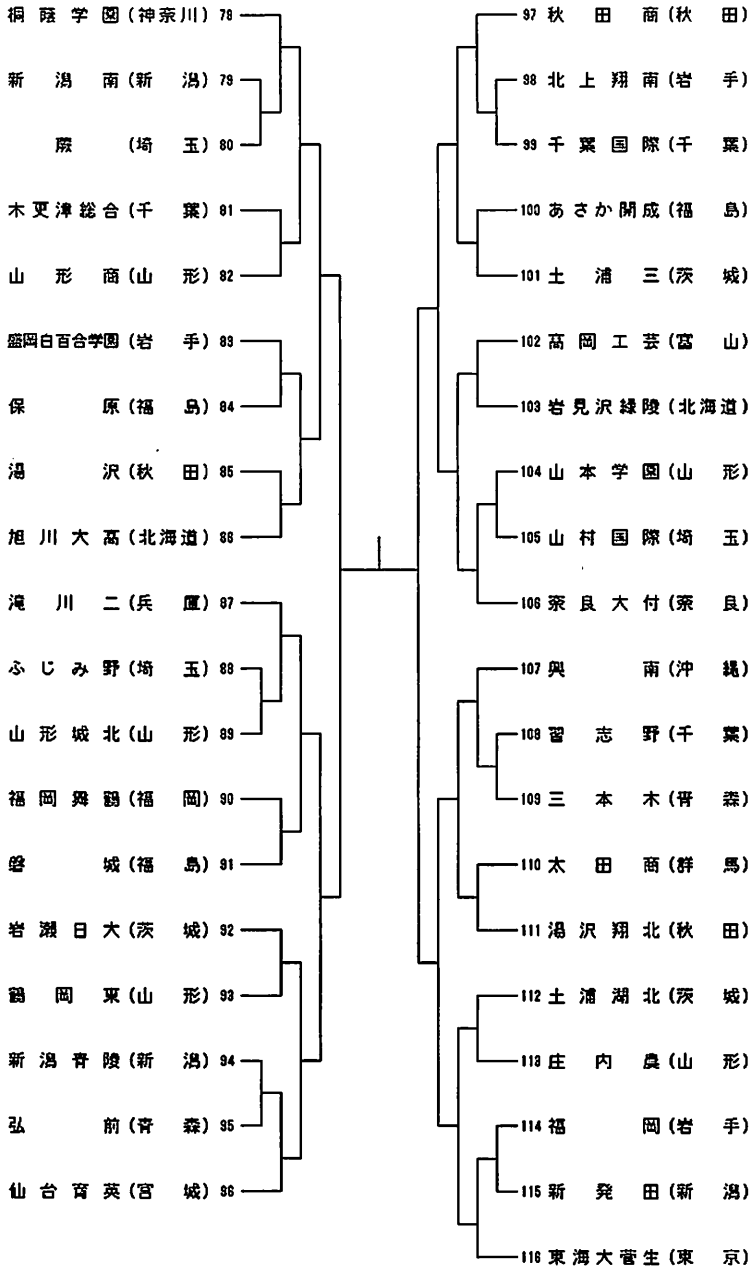 桐蔭学園(神奈川) 78
新潟南(新潟) 79
蕨(埼玉) 80
木更津総合(千葉) 81
山形商(山形) 82
盛岡白百合学園(岩手) 83
保原(福島) 84
湯沢(秋田) 85
旭川大高(北海道) 86
滝川二(兵庫) 87
ふじみ野(埼玉) 88
山形城北(山形) 89
福岡舞鶴(福岡) 90
磐城(福島) 91
岩瀬日大(茨城) 92
鶴岡東(山形) 93
新潟青陵(新潟) 94
弘前(青森) 95
仙台育英(宮城) 96
97 秋田商(秋田)
98 北上翔南(岩手)
99 千葉国際(千葉)
100 あさか開成(福島)
101 土浦三(茨城)
102 高岡工芸(富山)
103 岩見沢緑陵(北海道)
104 山本学園(山形)
105 山村国際(埼玉)
106 奈良大付(奈良)
107 興南(沖縄)
108 習志野(千葉)
109 三本木(青森)
110 太田商(群馬)
111 湯沢翔北(秋田)
112 土浦湖北(茨城)
113 庄内農(山形)
114 福岡(岩手)
115 新発田(新潟)
116 東海大菅生(東京)